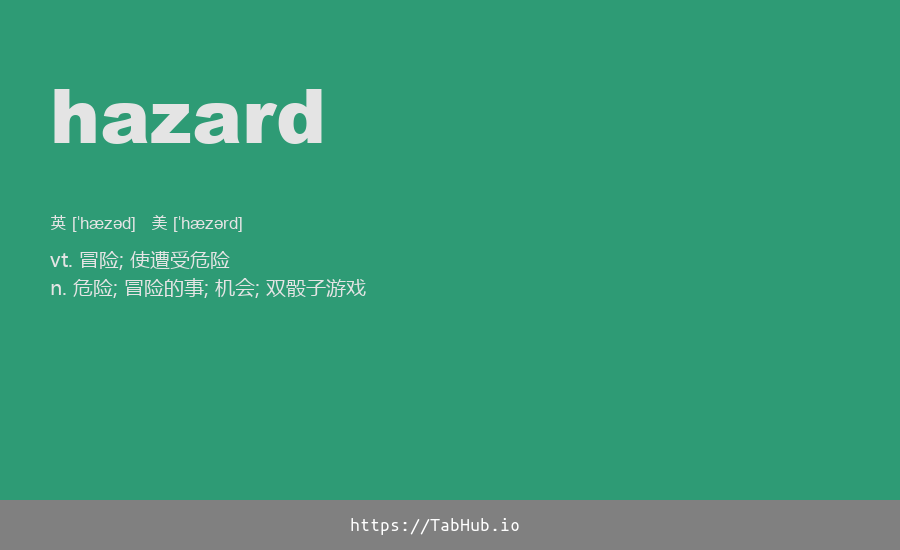 hazard
英 [ˈhæzəd] 美 [ˈhæzərd]
vt. 冒险; 使遭受危险
n. 危险; 冒险的事; 机会; 双骰子游戏
https://TabHub.io